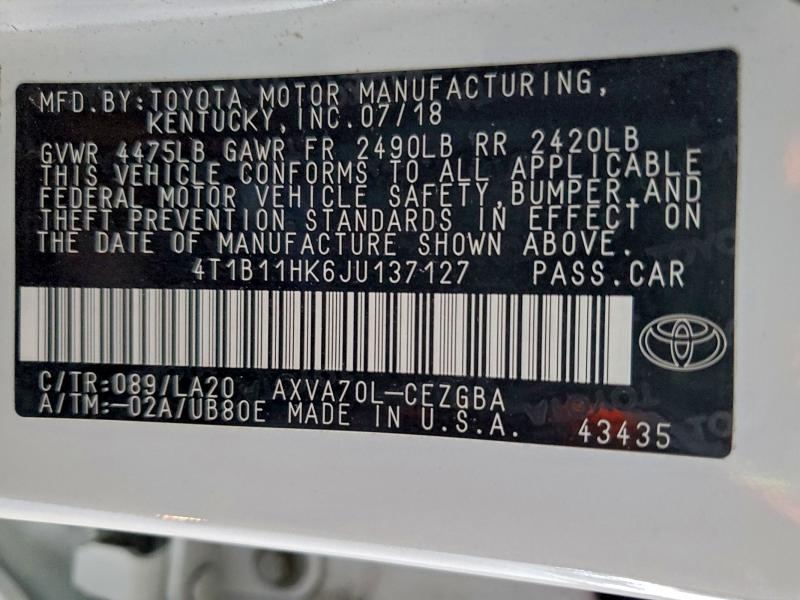 MFD. BY: TOYOTA MOTOR MANUFACTURING,
KENTUCKY, INC. 07/18
GVWR 4475LB GAWR FR 2490LB RR 2420LB
THIS VEHICLE CONFORMS TO ALL APPLICABLE
FEDERAL MOTOR VEHICLE SAFETY, BUMPER, AND
THEFT PREVENTION STANDARDS IN EFFECT ON
THE DATE OF MANUFACTURE SHOWN ABOVE.
4T1B11HK6JU137127 PASS.CAR
C/TR:089/LA20 AXVA70L-CEZGBA
A/TM:-02A/UB80E MADE IN U.S.A. 43435